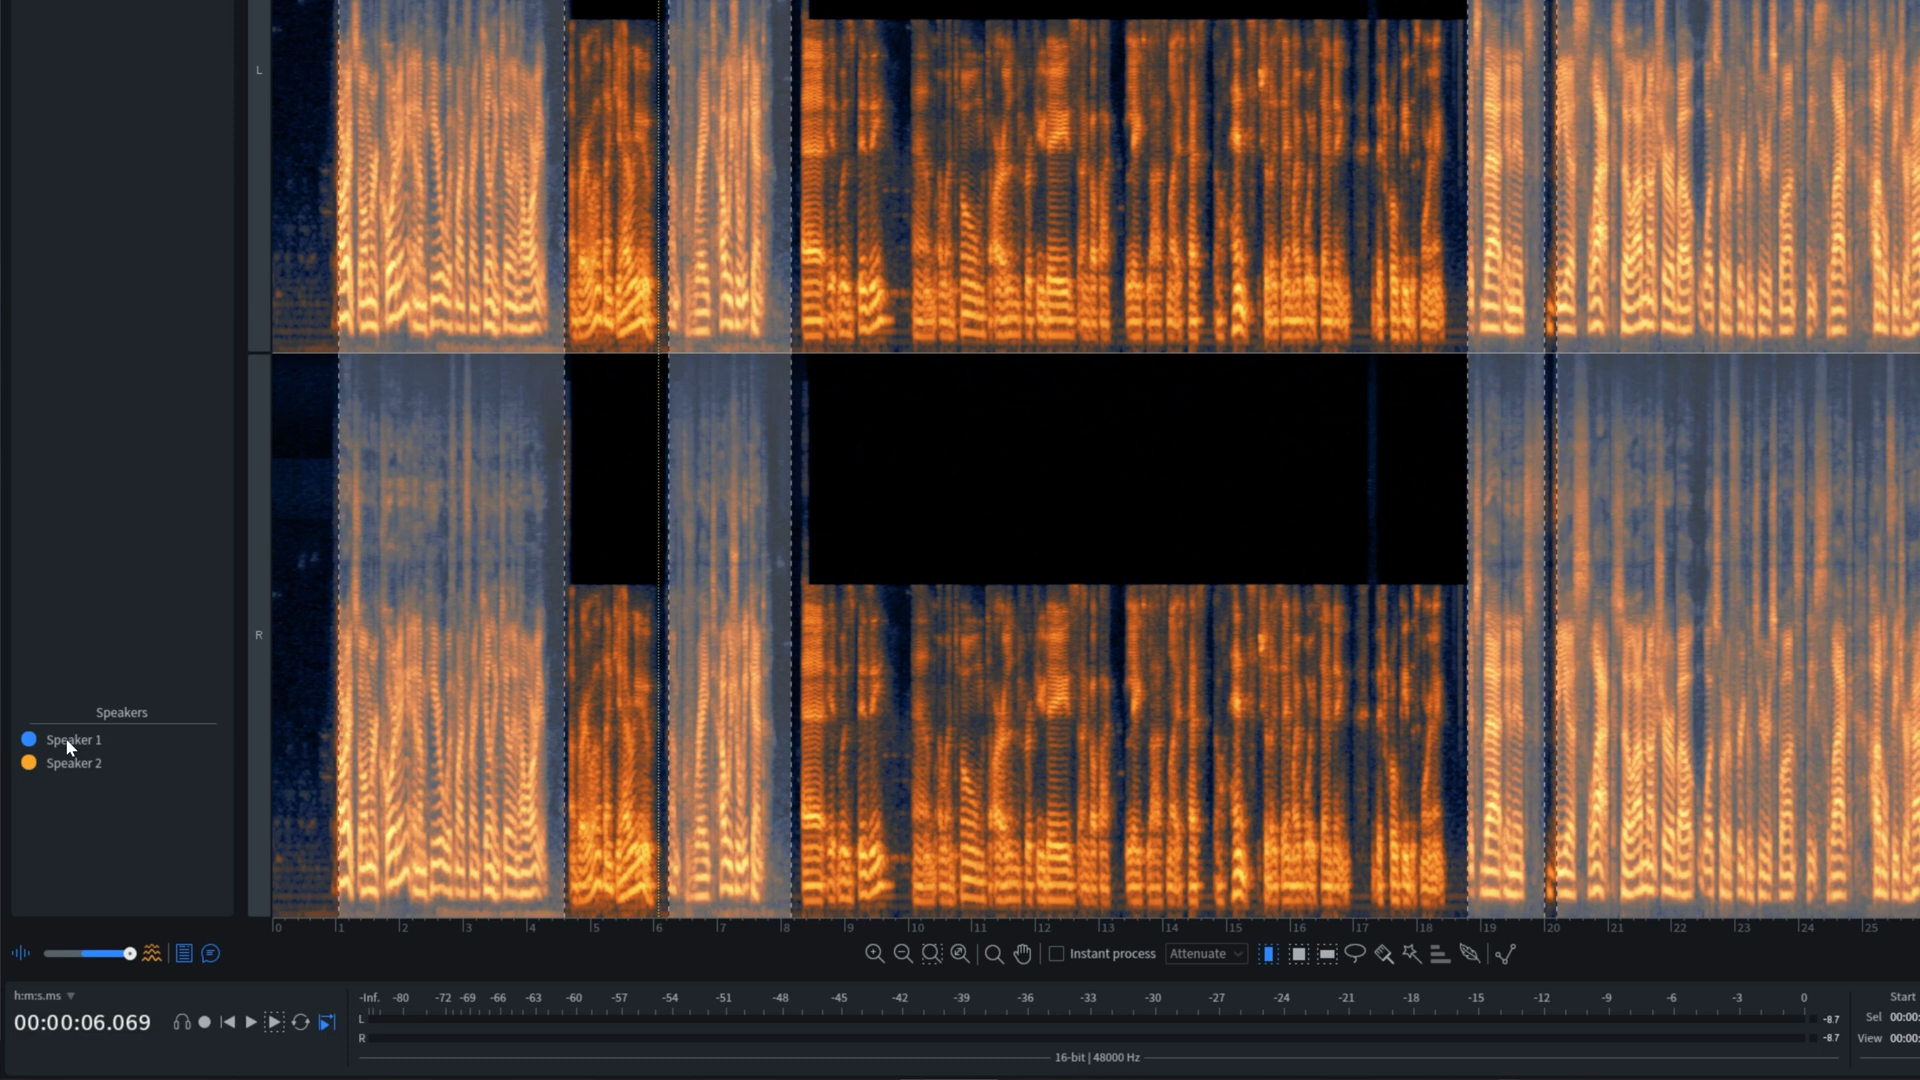 L
R
Speakers
Speaker 1
Speaker 2
0 1 2 3 4 5 6 7 8 9 10 11 12 13 14 15 16 17 18 19 20 21 22 23 24 25
Instant process
Attenuate
h:m:s.ms
00:00:06.069
-Inf. -80 -72 -69 -66 -63 -60 -57 -54 -51 -48 -45 -42 -39 -36 -33 -30 -27 -24 -21 -18 -15 -12 -9 -6 -3 0
L -8.7
R -8.7
16-bit | 48000 Hz
Start
Sel 00:00:
View 00:00: